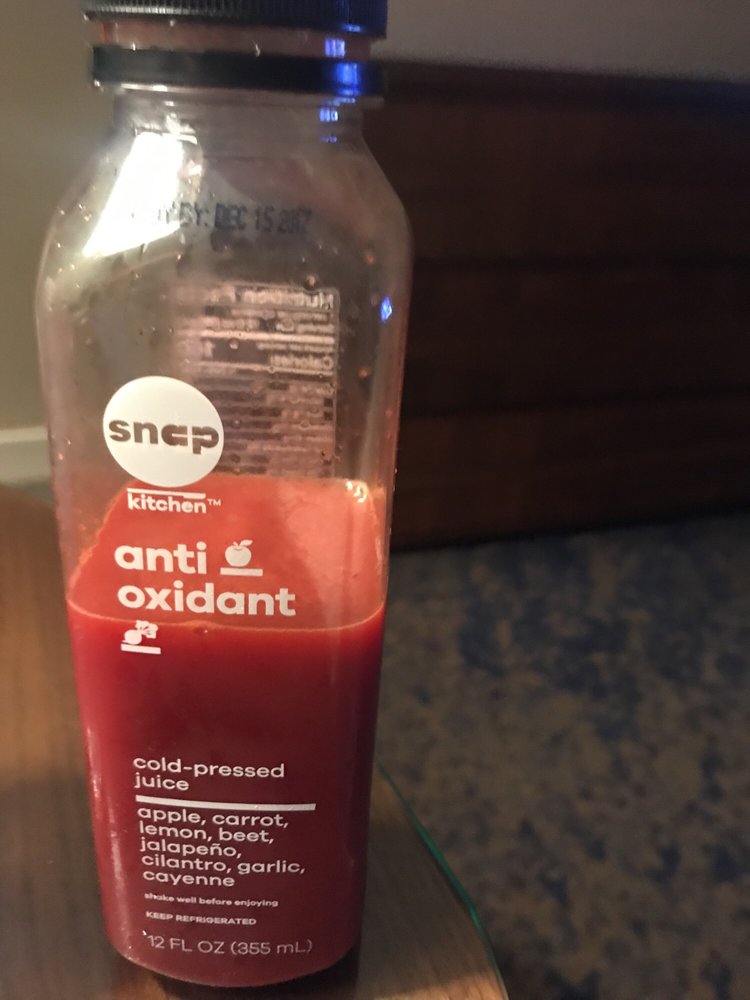 BY: DEC 15 2017
snap
kitchen™
anti
oxidant
cold-pressed
juice
apple, carrot,
lemon, beet,
jalapeño,
cilantro, garlic,
cayenne
shake well before enjoying
KEEP REFRIGERATED
12 FL OZ (355 mL)